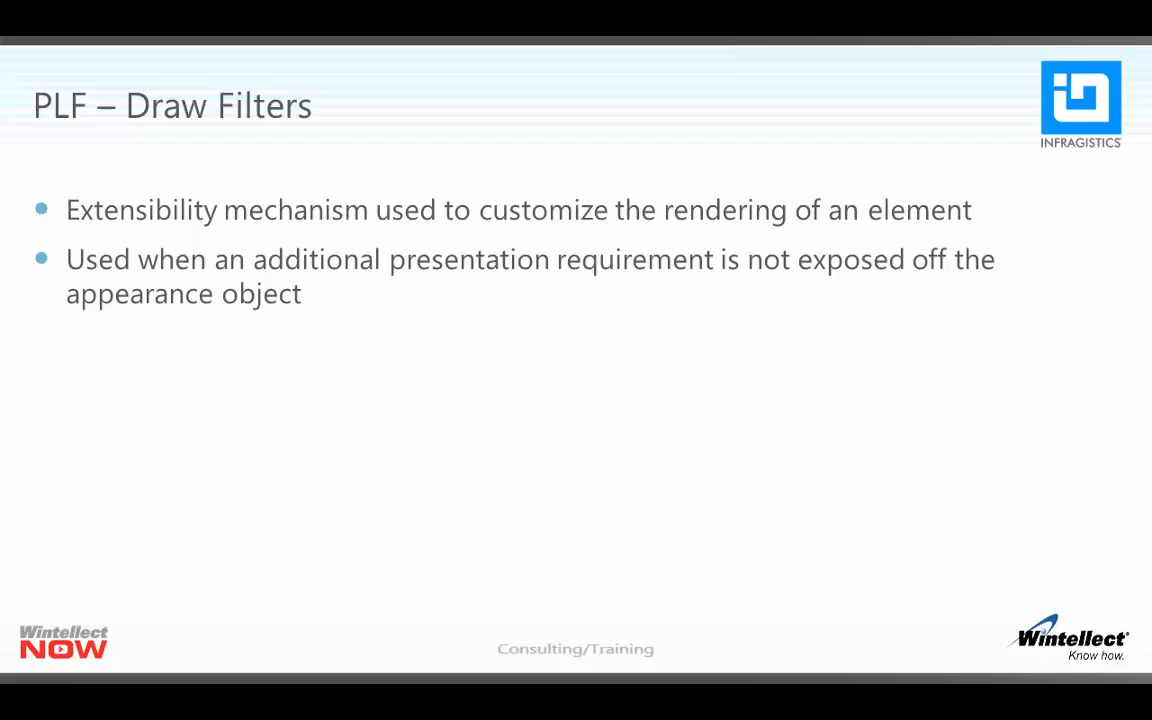 PLF – Draw Filters
INFRAGISTICS
Extensibility mechanism used to customize the rendering of an element
Used when an additional presentation requirement is not exposed off the
appearance object
Wintellect
NOW
Consulting/Training
Wintellect
Know how.